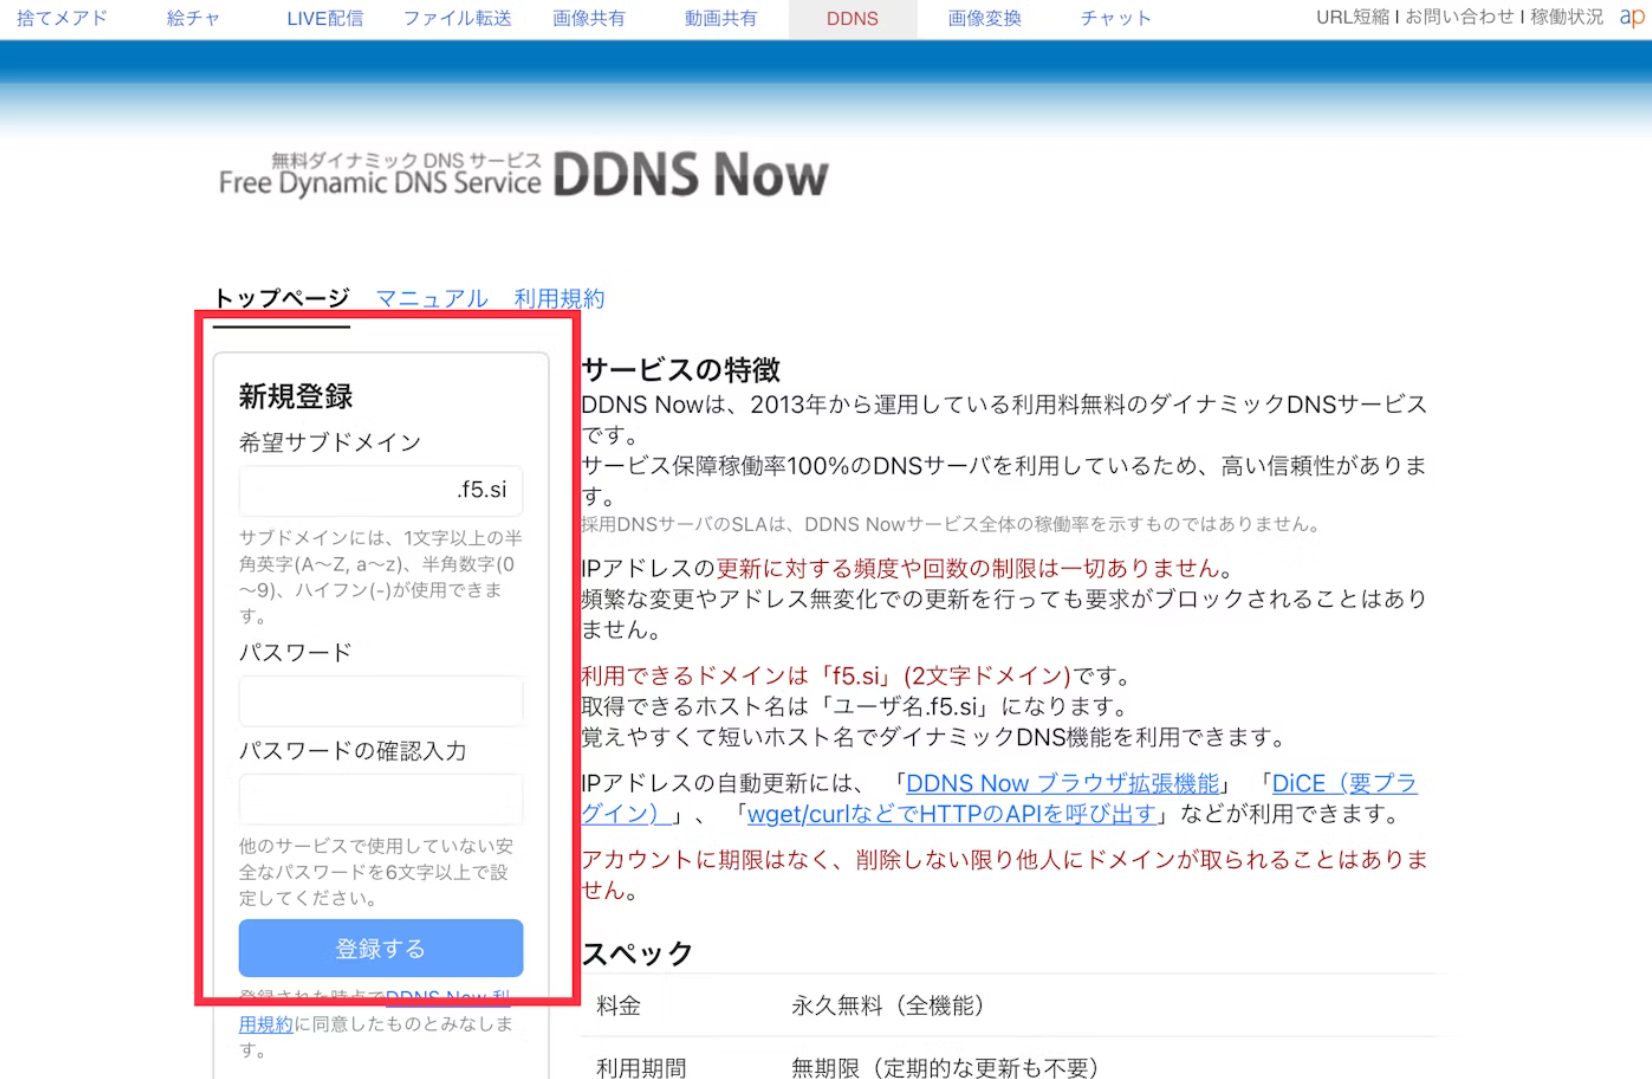 捨てメアド 絵チャ LIVE配信 ファイル転送 画像共有 動画共有 DDNS 画像変換 チャット URL短縮 | お問い合わせ | 稼働状況 ap
無料ダイナミック DNS サービス
Free Dynamic DNS Service DDNS Now
トップページ マニュアル 利用規約
新規登録
希望サブドメイン
.f5.si
サブドメインには、1文字以上の半
角英字(A〜Z, a〜z)、半角数字(0
〜9)、ハイフン(-)が使用できま
す。
パスワード
パスワードの確認入力
他のサービスで使用していない安
全なパスワードを6文字以上で設
定してください。
登録する
登録された時点でDDNS Now 利
用規約に同意したものとみなしま
す。
サービスの特徴
DDNS Nowは、2013年から運用している利用料無料のダイナミックDNSサービス
です。
サービス保障稼働率100%のDNSサーバを利用しているため、高い信頼性がありま
す。
採用DNSサーバのSLAは、DDNS Nowサービス全体の稼働率を示すものではありません。
IPアドレスの更新に対する頻度や回数の制限は一切ありません。
頻繁な変更やアドレス無変化での更新を行っても要求がブロックされることはあり
ません。
利用できるドメインは「f5.si」(2文字ドメイン)です。
取得できるホスト名は「ユーザ名.f5.si」になります。
覚えやすくて短いホスト名でダイナミックDNS機能を利用できます。
IPアドレスの自動更新には、「DDNS Now ブラウザ拡張機能」「DiCE（要プラ
グイン）」、「wget/curlなどでHTTPのAPIを呼び出す」などが利用できます。
アカウントに期限はなく、削除しない限り他人にドメインが取られることはありま
せん。
スペック
料金 永久無料（全機能）
利用期間 無期限（定期的な更新も不要）